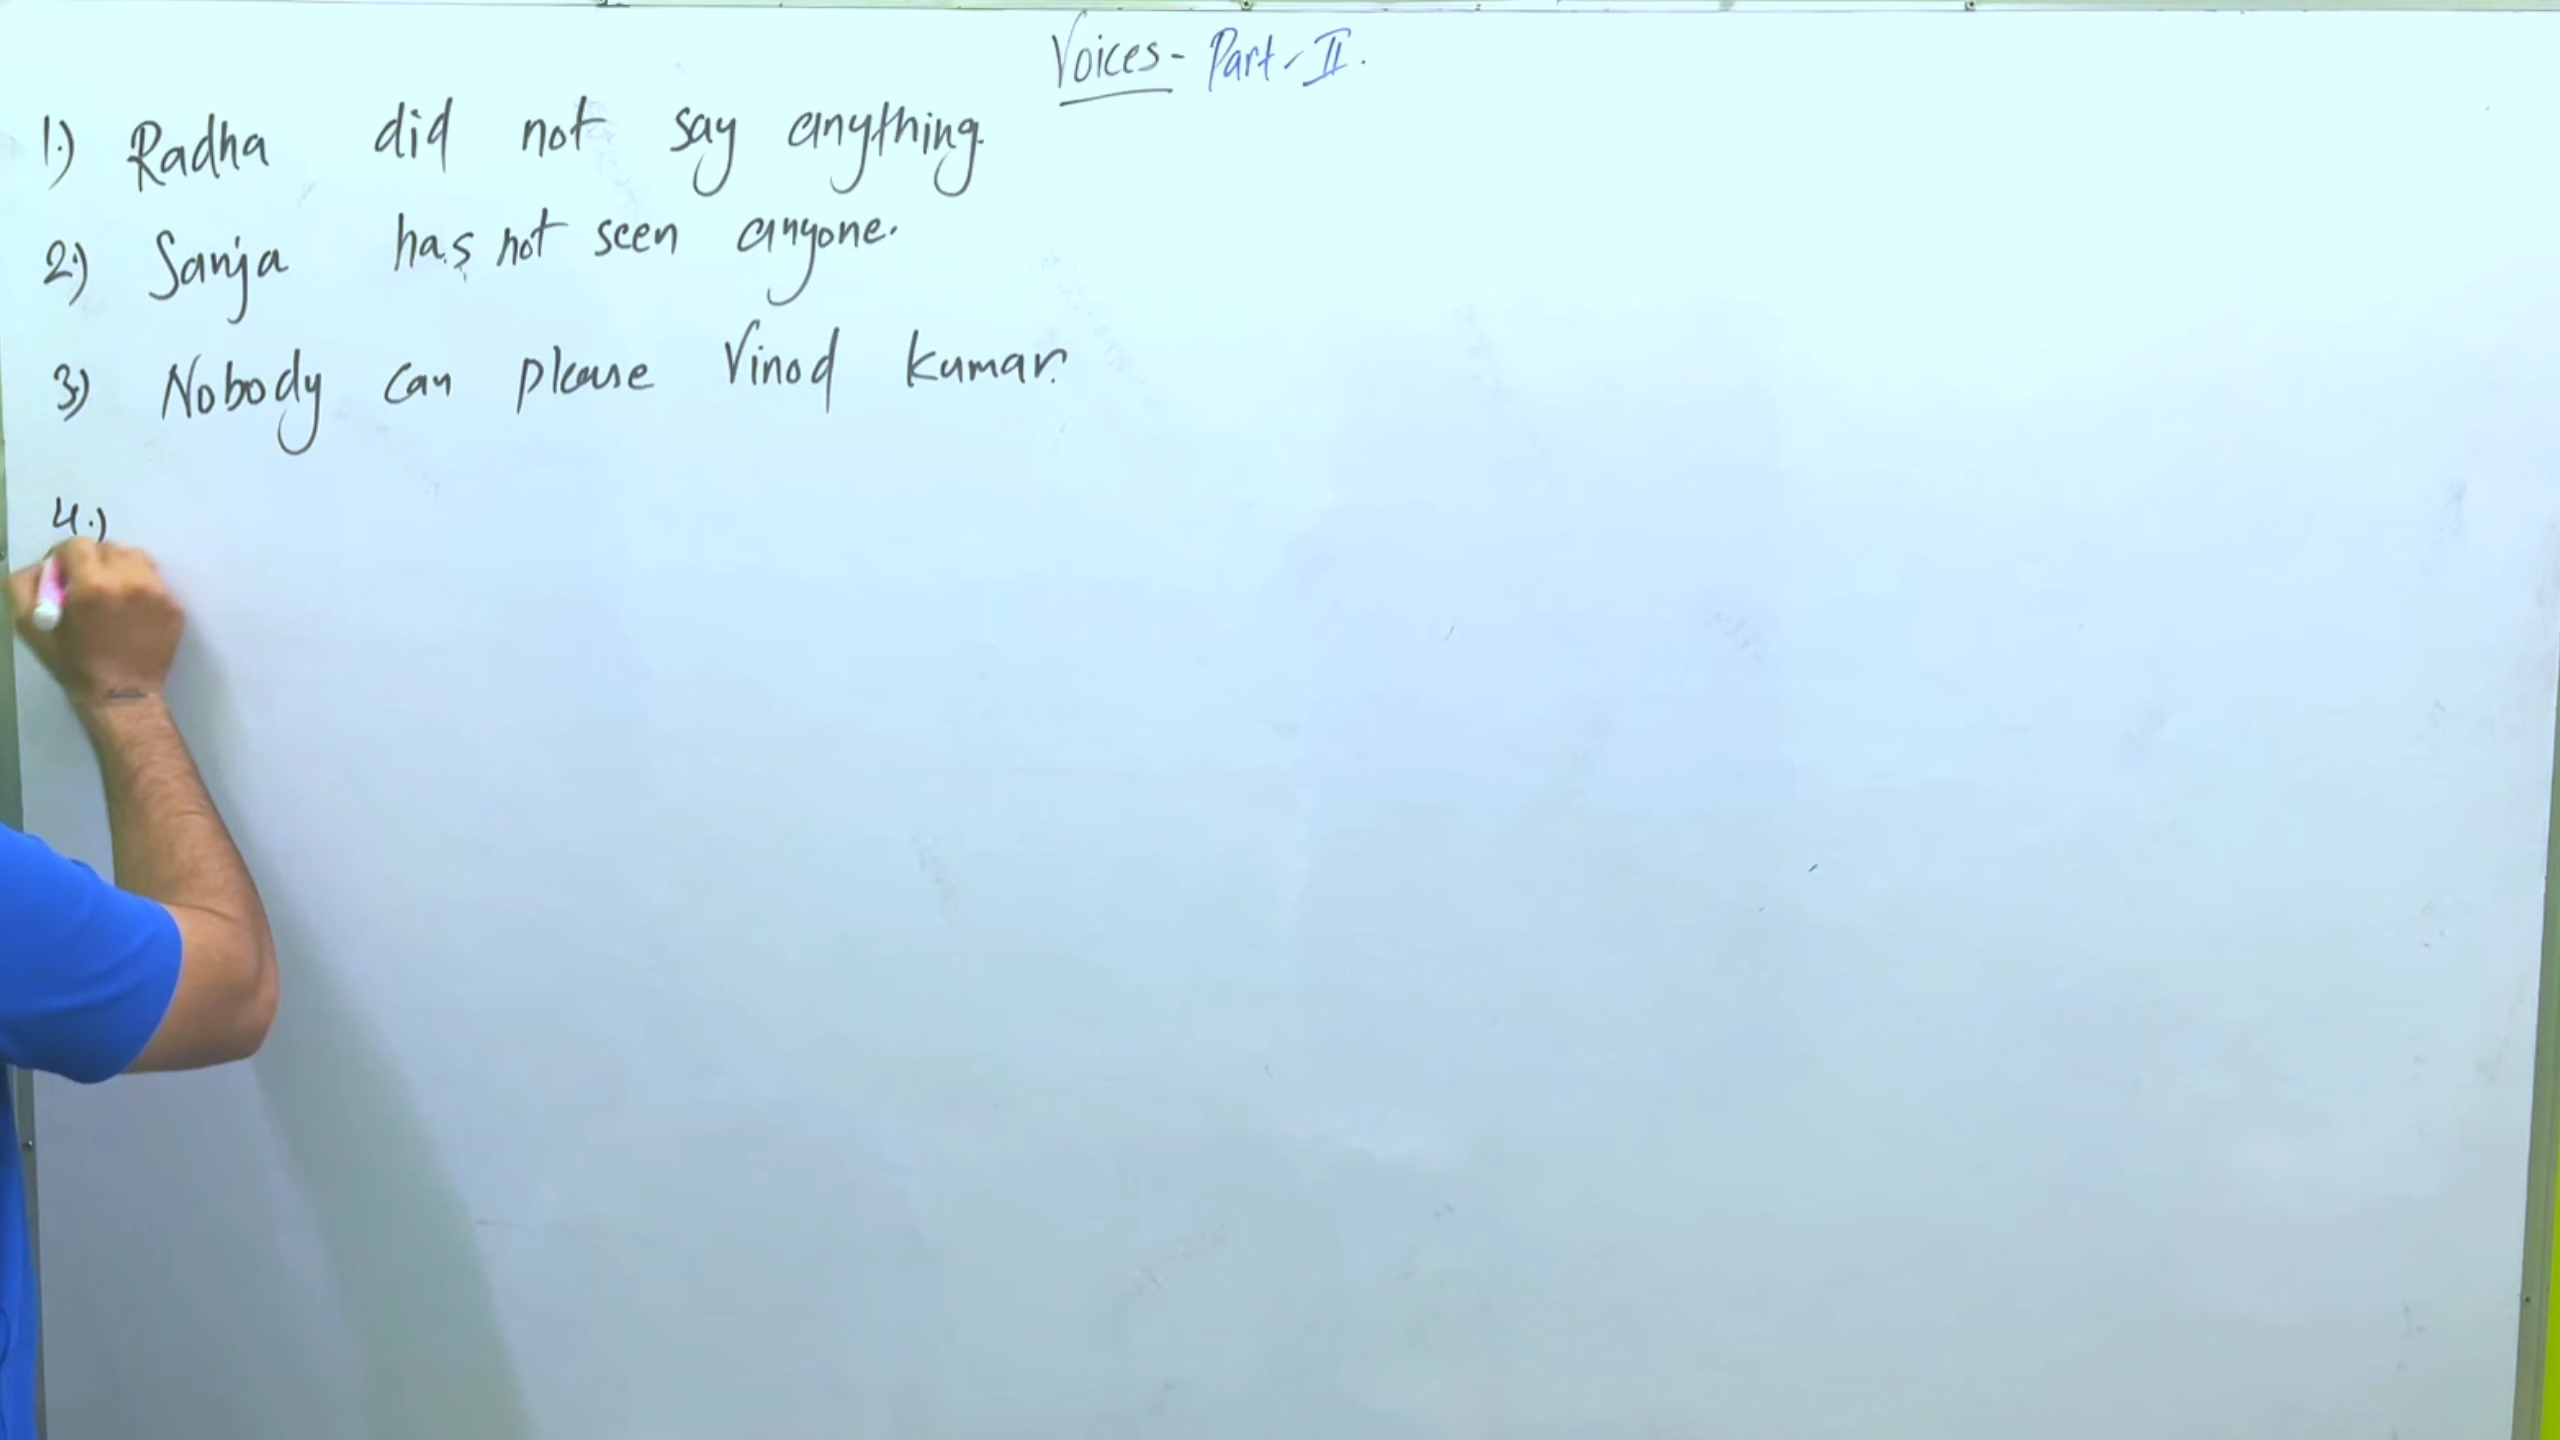 Voices - Part - II.
1.) Radha did not say anything.
2.) Sanja has not seen anyone.
3.) Nobody can please Vinod Kumar.
4.)